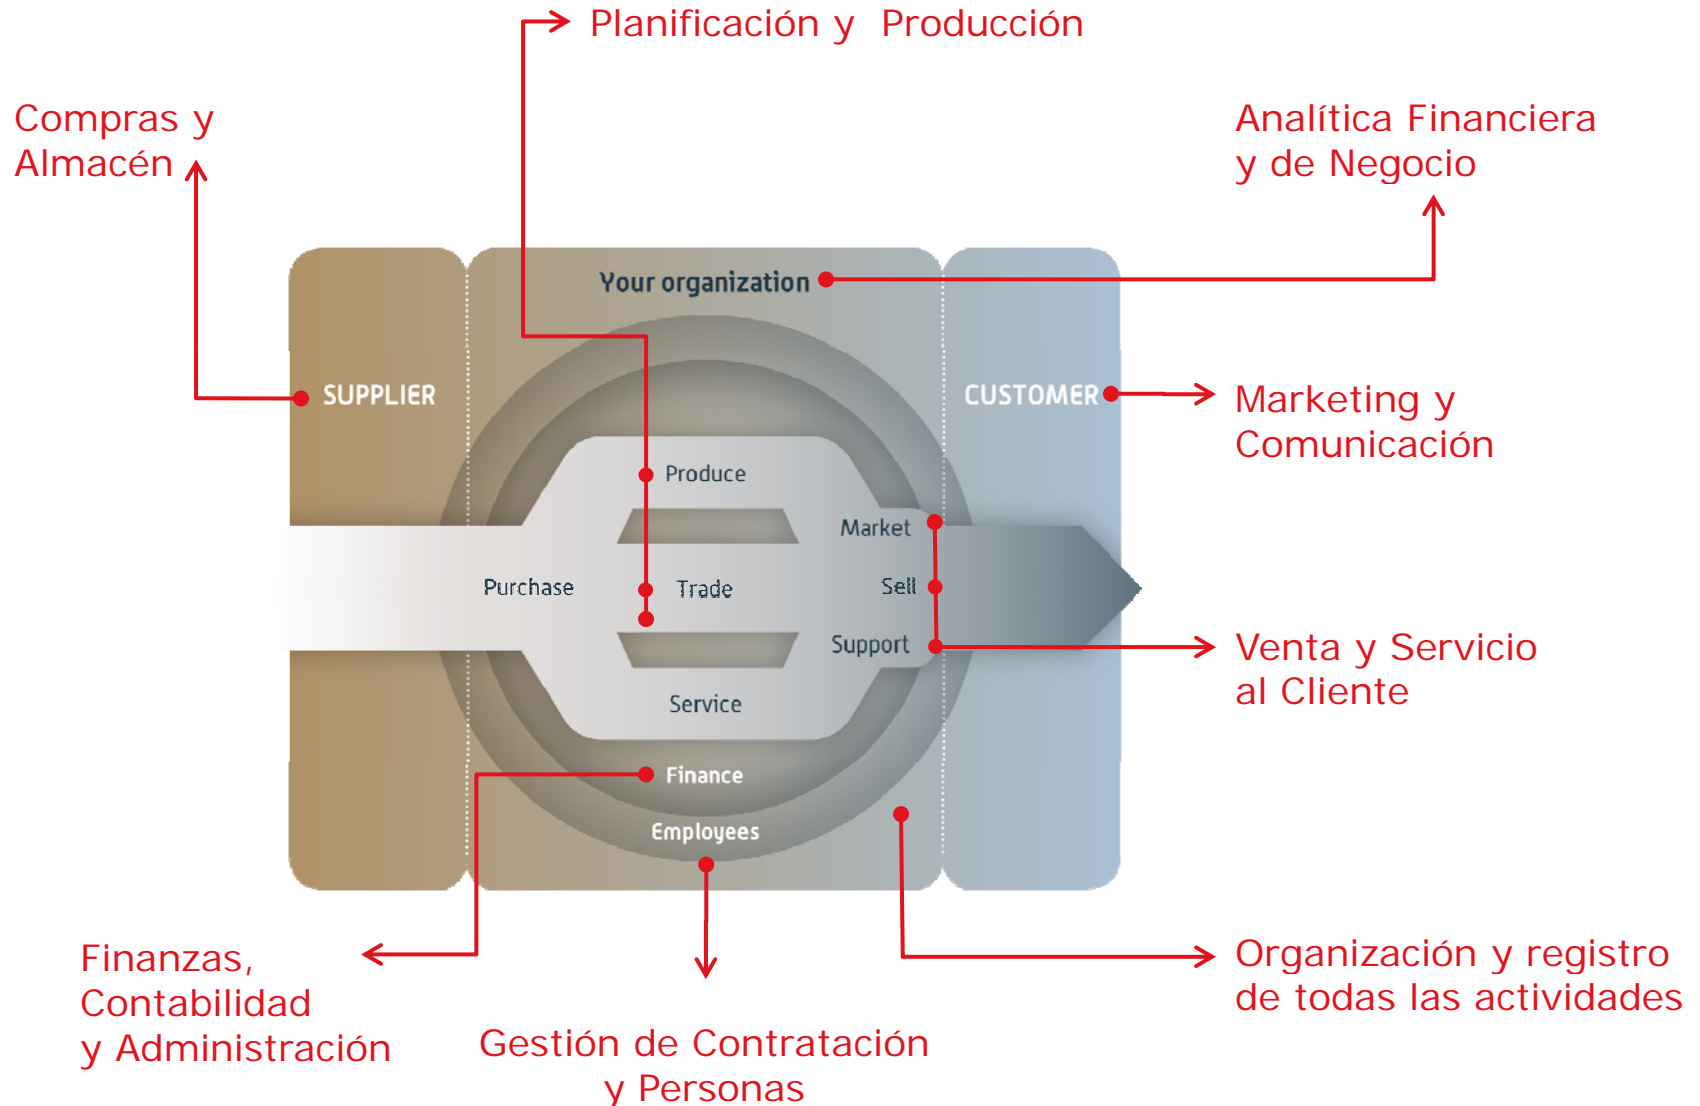 Planificación y Producción
Compras y
Almacén
Analítica Financiera
y de Negocio
Your organization
SUPPLIER
CUSTOMER
Marketing y
Comunicación
Produce
Market
Purchase
Trade
Sell
Support
Venta y Servicio
al Cliente
Service
Finance
Employees
Finanzas,
Contabilidad
y Administración
Gestión de Contratación
y Personas
Organización y registro
de todas las actividades